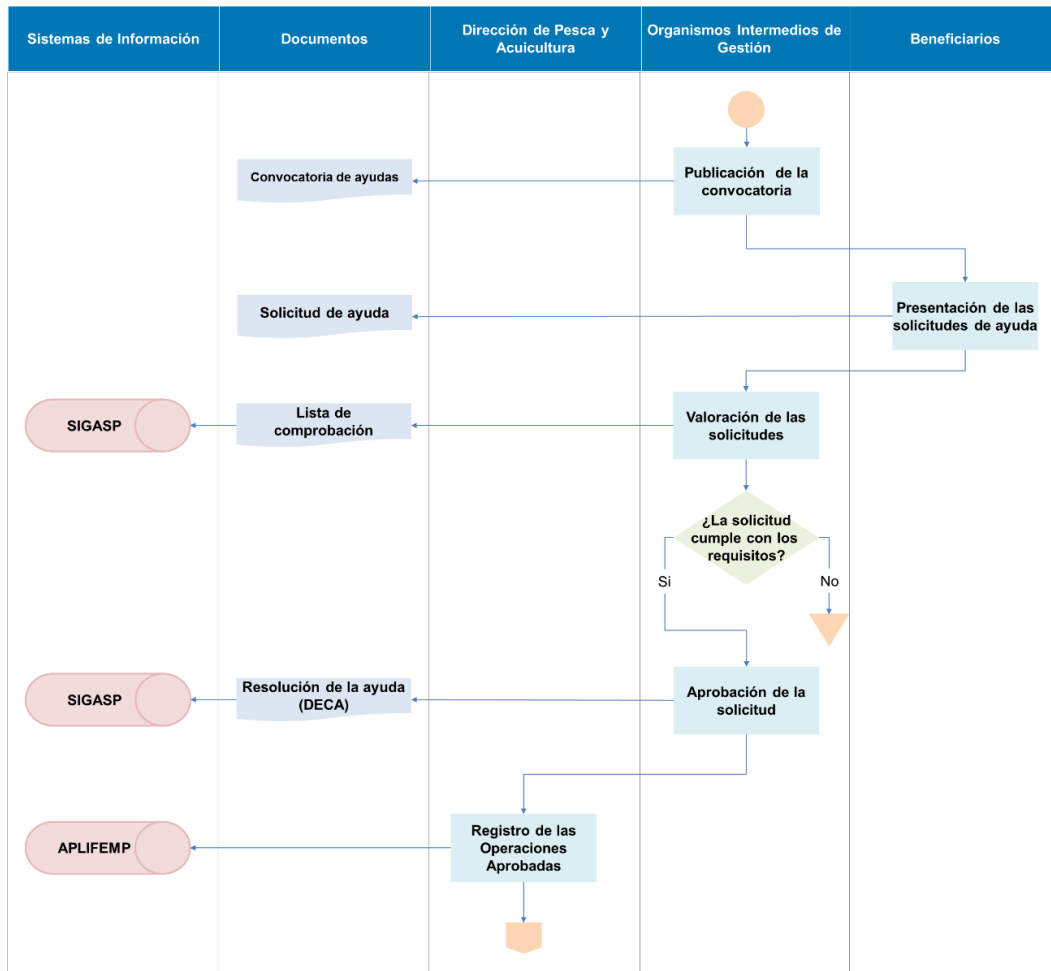 Sistemas de Información
Documentos
Dirección de Pesca y
Acuicultura
Organismos Intermedios de
Gestión
Beneficiarios
Publicación de la
convocatoria
Convocatoria de ayudas
Presentación de las
solicitudes de ayuda
Solicitud de ayuda
Valoración de las
solicitudes
Lista de
comprobación
SIGASP
¿La solicitud
cumple con los
requisitos?
Si
No
Aprobación de la
solicitud
Resolución de la ayuda
(DECA)
SIGASP
Registro de las
Operaciones
Aprobadas
APLIFEMP